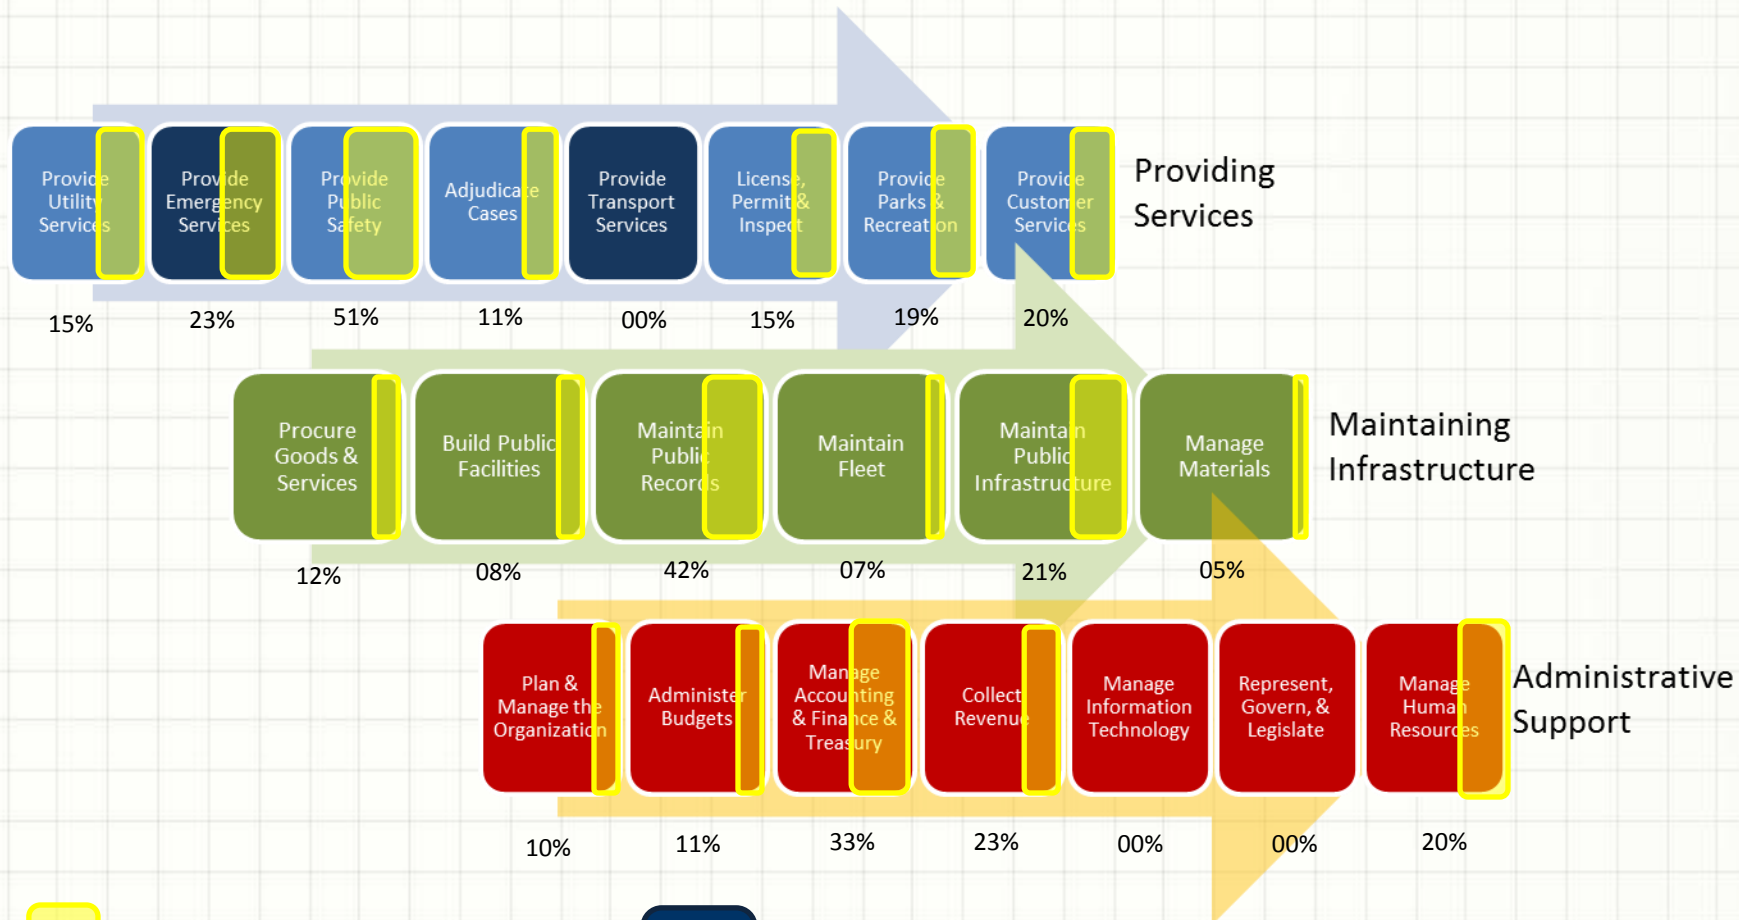 Provide
Utility
Services
Provide
Emergency
Services
Provide
Public
Safety
Adjudicate
Cases
Provide
Transport
Services
License,
Permit &
Inspect
Provide
Parks &
Recreation
Provide
Customer
Services
Providing
Services
15%
23%
51%
11%
00%
15%
19%
20%
Procure
Goods &
Services
Build Public
Facilities
Maintain
Public
Records
Maintain
Fleet
Maintain
Public
Infrastructure
Manage
Materials
Maintaining
Infrastructure
12%
08%
42%
07%
21%
05%
Plan &
Manage the
Organization
Administer
Budgets
Manage
Accounting
& Finance &
Treasury
Collect
Revenue
Manage
Information
Technology
Represent,
Govern, &
Legislate
Manage
Human
Resources
Administrative
Support
10%
11%
33%
23%
00%
00%
20%